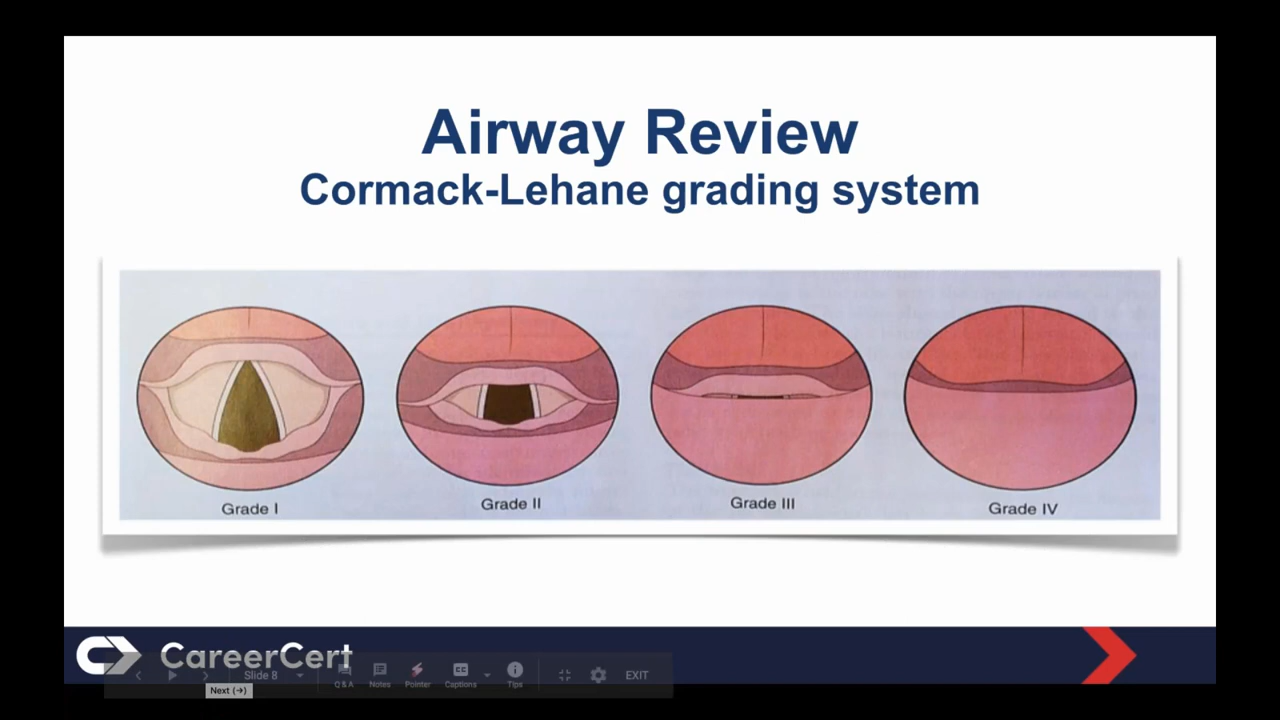 Airway Review
Cormack-Lehane grading system
Grade I
Grade II
Grade III
Grade IV
CareerCert
Slide 8
Q & A
Notes
Pointer
CC
Captions
Tips
EXIT
Next (→)